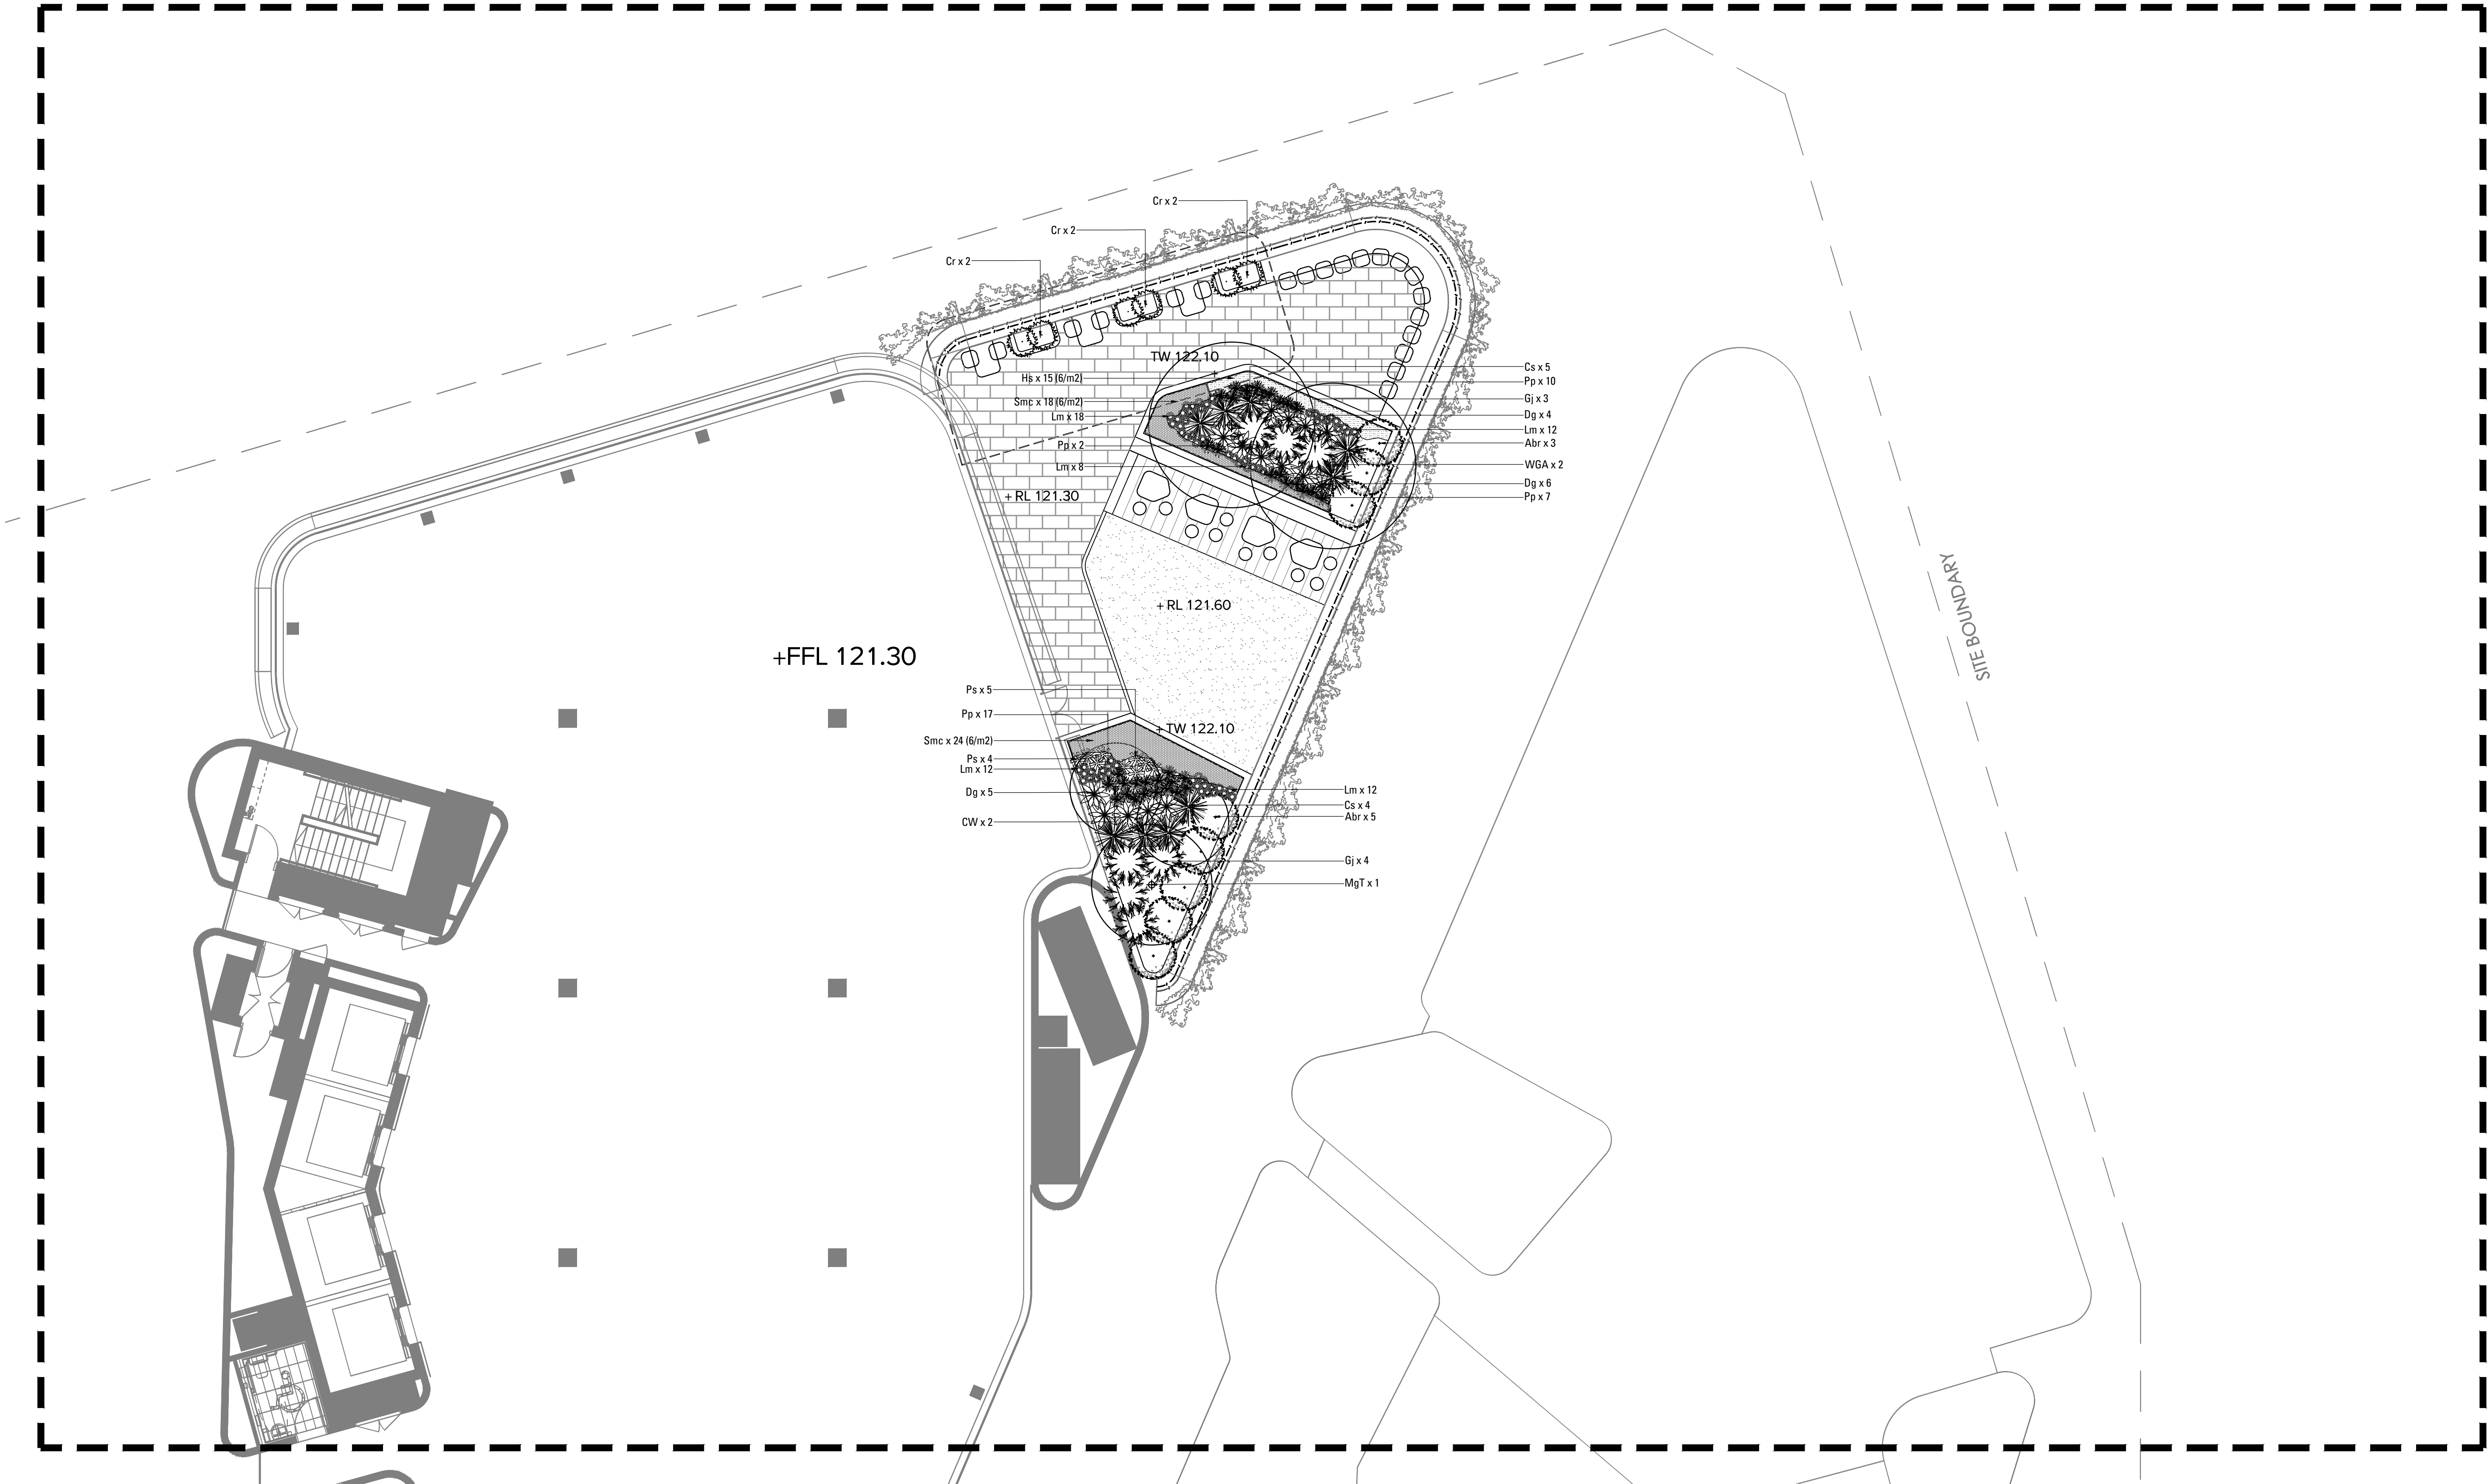 Cr x 2
Cr x 2
Cr x 2
TW 122.10
Hs x 15 (6/m2)
Smc x 18 (6/m2)
Lm x 18
Pp x 2
Lm x 8
+ RL 121.30
Cs x 5
Pp x 10
Gj x 3
Dg x 4
Lm x 12
Abr x 3
WGA x 2
Dg x 6
Pp x 7
+ RL 121.60
SITE BOUNDARY
+FFL 121.30
Ps x 5
Pp x 17
+TW 122.10
Smc x 24 (6/m2)
Ps x 4
Lm x 12
Dg x 5
CW x 2
Lm x 12
Cs x 4
Abr x 5
Gj x 4
MgT x 1